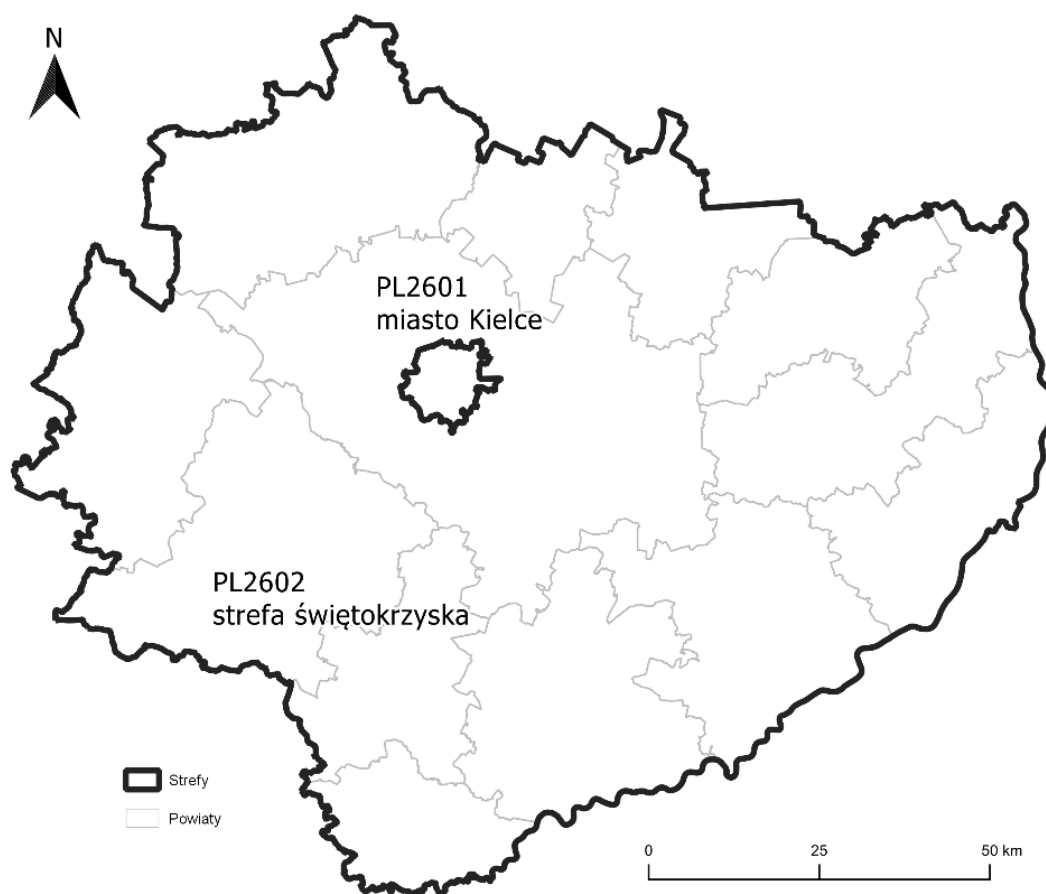 N
PL2601
miasto Kielce
PL2602
strefa świętokrzyska
Strefy
Powiaty
0 25 50 km